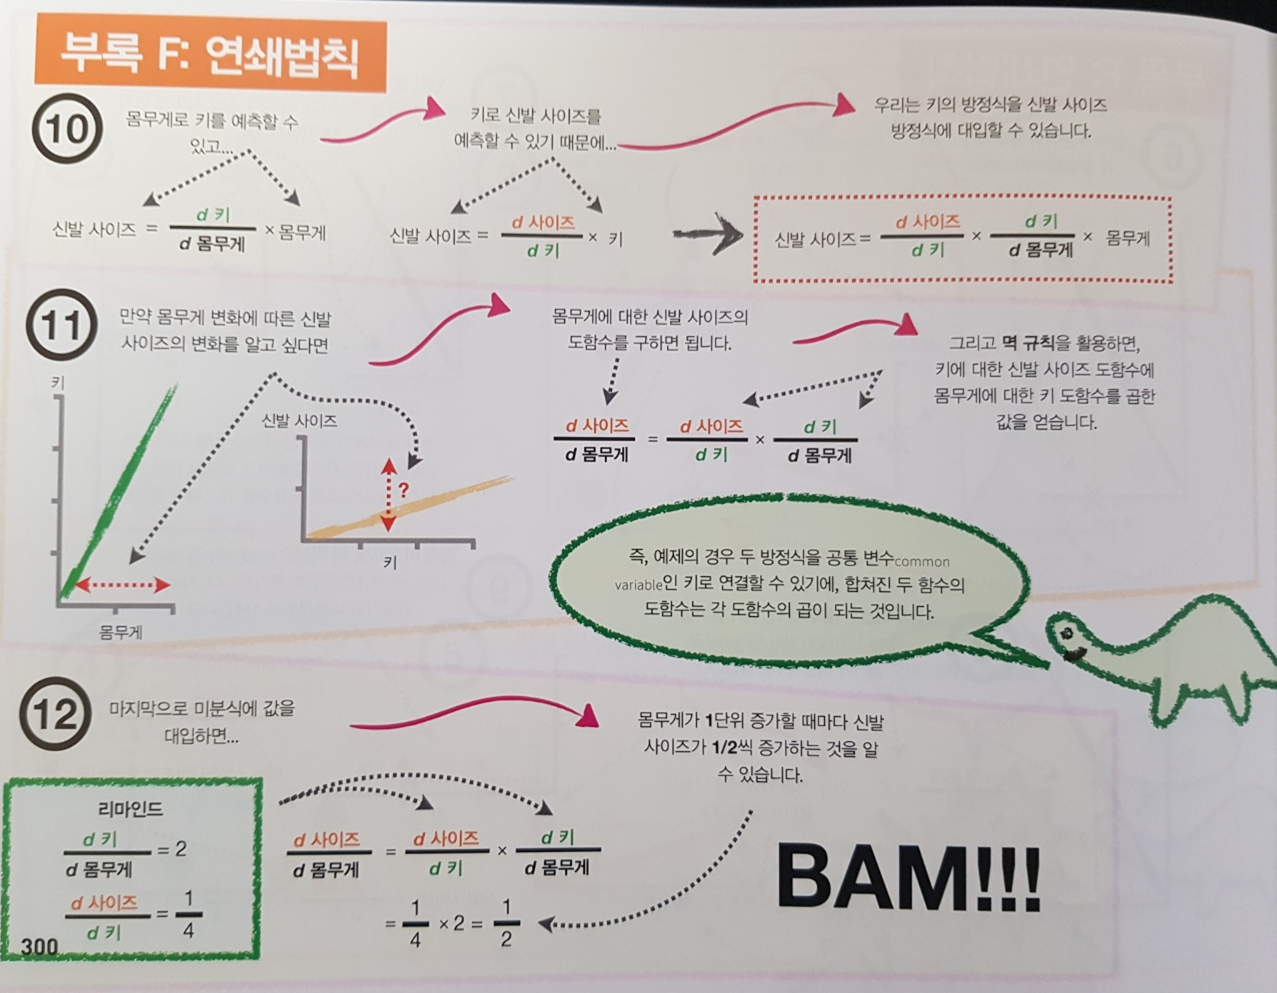 부록 F: 연쇄법칙
10
몸무게로 키를 예측할 수
있고...
키로 신발 사이즈를
예측할 수 있기 때문에...
우리는 키의 방정식을 신발 사이즈
방정식에 대입할 수 있습니다.
신발 사이즈 = d 키 / d 몸무게 × 몸무게
신발 사이즈 = d 사이즈 / d 키 × 키
신발 사이즈 = d 사이즈 / d 키 × d 키 / d 몸무게 × 몸무게
11
만약 몸무게 변화에 따른 신발
사이즈의 변화를 알고 싶다면
몸무게에 대한 신발 사이즈의
도함수를 구하면 됩니다.
그리고 멱 규칙을 활용하면,
키에 대한 신발 사이즈 도함수에
몸무게에 대한 키 도함수를 곱한
값을 얻습니다.
키
몸무게
신발 사이즈
?
키
d 사이즈 / d 몸무게 = d 사이즈 / d 키 × d 키 / d 몸무게
즉, 예제의 경우 두 방정식을 공통 변수common
variable인 키로 연결할 수 있기에, 합쳐진 두 함수의
도함수는 각 도함수의 곱이 되는 것입니다.
12
마지막으로 미분식에 값을
대입하면...
몸무게가 1단위 증가할 때마다 신발
사이즈가 1/2씩 증가하는 것을 알
수 있습니다.
리마인드
d 키 / d 몸무게 = 2
d 사이즈 / d 키 = 1 / 4
d 사이즈 / d 몸무게 = d 사이즈 / d 키 × d 키 / d 몸무게
= 1 / 4 × 2 = 1 / 2
BAM!!!
300